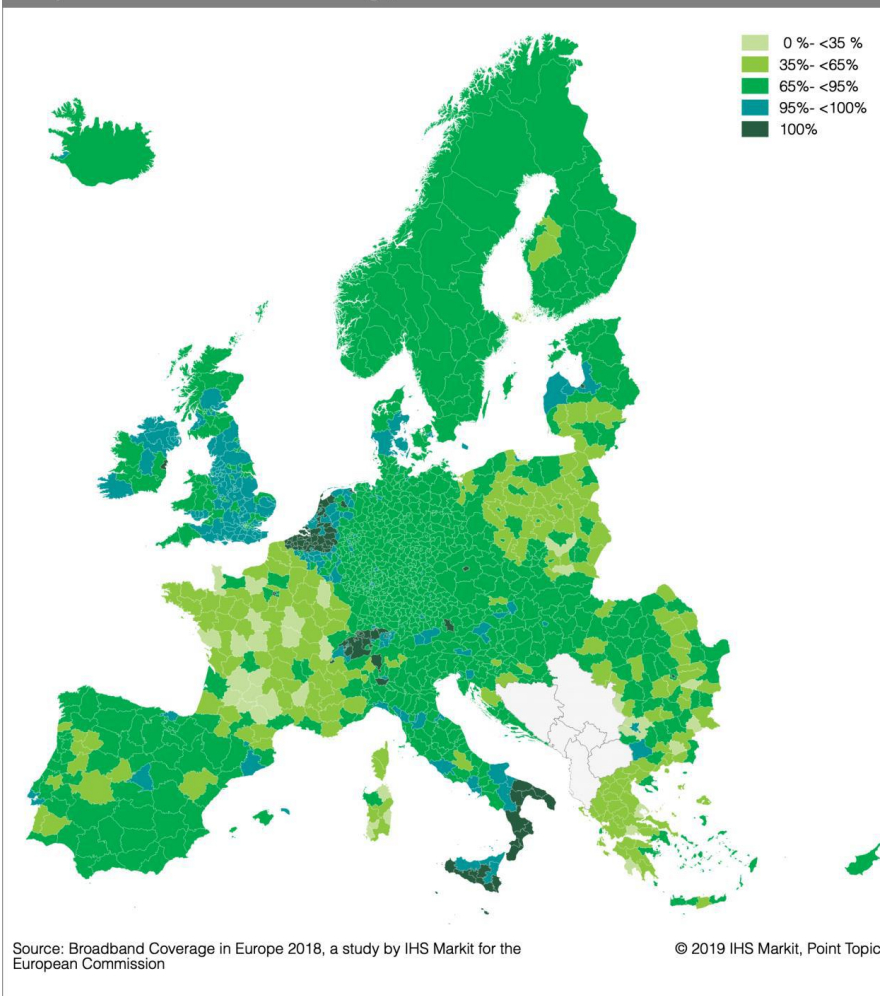 0 %- <35 %
35%- <65%
65%- <95%
95%- <100%
100%
Source: Broadband Coverage in Europe 2018, a study by IHS Markit for the
European Commission
© 2019 IHS Markit, Point Topic